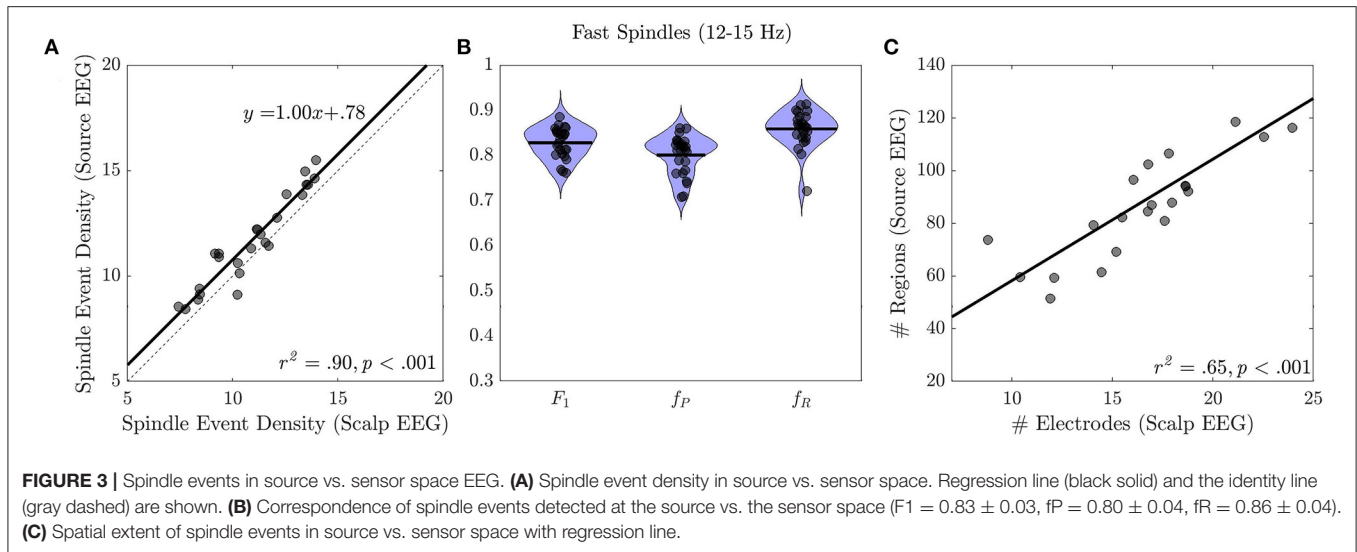 Fast Spindles (12-15 Hz)
A
Spindle Event Density (Source EEG)
20
15
10
5
y =1.00x+.78
r² = .90, p < .001
5
10
15
20
Spindle Event Density (Scalp EEG)
B
1
0.9
0.8
0.7
0.6
0.5
0.4
0.3
F₁
f_P
f_R
C
# Regions (Source EEG)
140
120
100
80
60
40
20
r² = .65, p < .001
10
15
20
25
# Electrodes (Scalp EEG)
FIGURE 3 | Spindle events in source vs. sensor space EEG. (A) Spindle event density in source vs. sensor space. Regression line (black solid) and the identity line
(gray dashed) are shown. (B) Correspondence of spindle events detected at the source vs. the sensor space (F1 = 0.83 ± 0.03, fP = 0.80 ± 0.04, fR = 0.86 ± 0.04).
(C) Spatial extent of spindle events in source vs. sensor space with regression line.